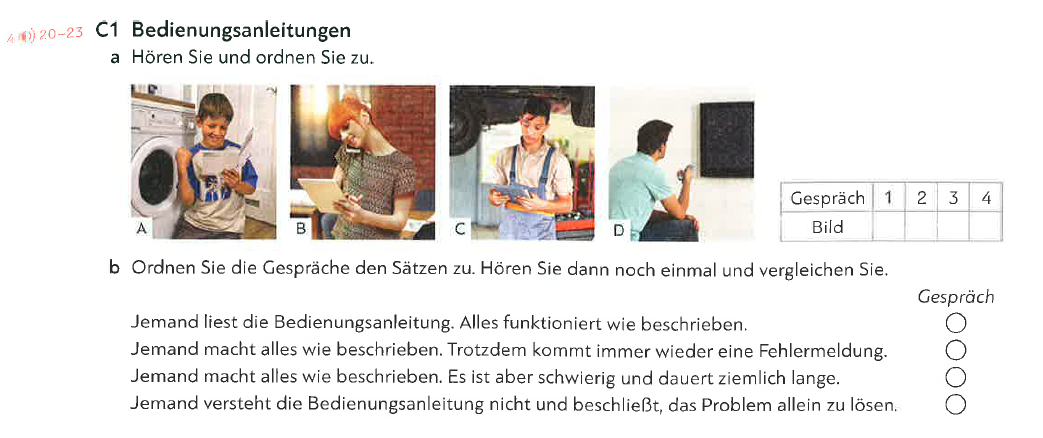 4 20–23 C1 Bedienungsanleitungen
a Hören Sie und ordnen Sie zu.
A B C D
Gespräch 1 2 3 4
Bild
b Ordnen Sie die Gespräche den Sätzen zu. Hören Sie dann noch einmal und vergleichen Sie.
Gespräch
Jemand liest die Bedienungsanleitung. Alles funktioniert wie beschrieben.
Jemand macht alles wie beschrieben. Trotzdem kommt immer wieder eine Fehlermeldung.
Jemand macht alles wie beschrieben. Es ist aber schwierig und dauert ziemlich lange.
Jemand versteht die Bedienungsanleitung nicht und beschließt, das Problem allein zu lösen.